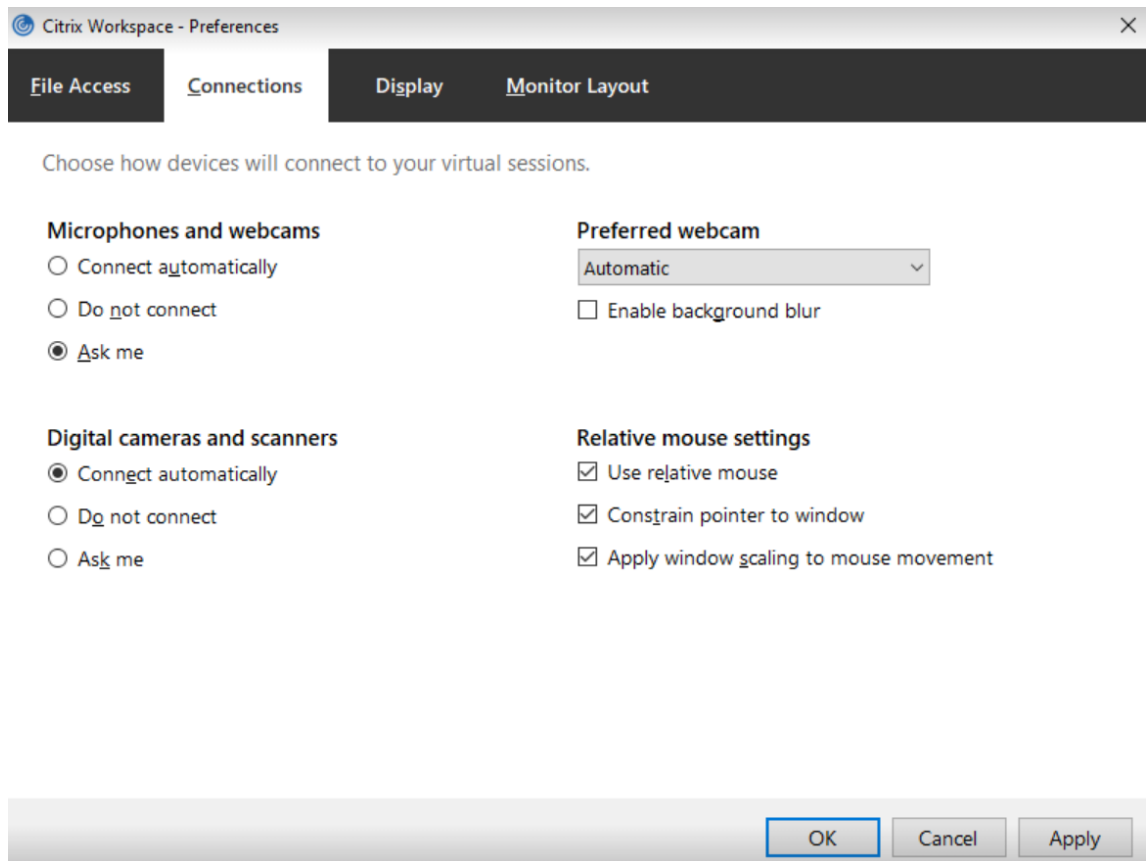 Citrix Workspace - Preferences
File Access
Connections
Display
Monitor Layout
Choose how devices will connect to your virtual sessions.
Microphones and webcams
Connect automatically
Do not connect
Ask me
Preferred webcam
Automatic
Enable background blur
Digital cameras and scanners
Connect automatically
Do not connect
Ask me
Relative mouse settings
Use relative mouse
Constrain pointer to window
Apply window scaling to mouse movement
OK
Cancel
Apply